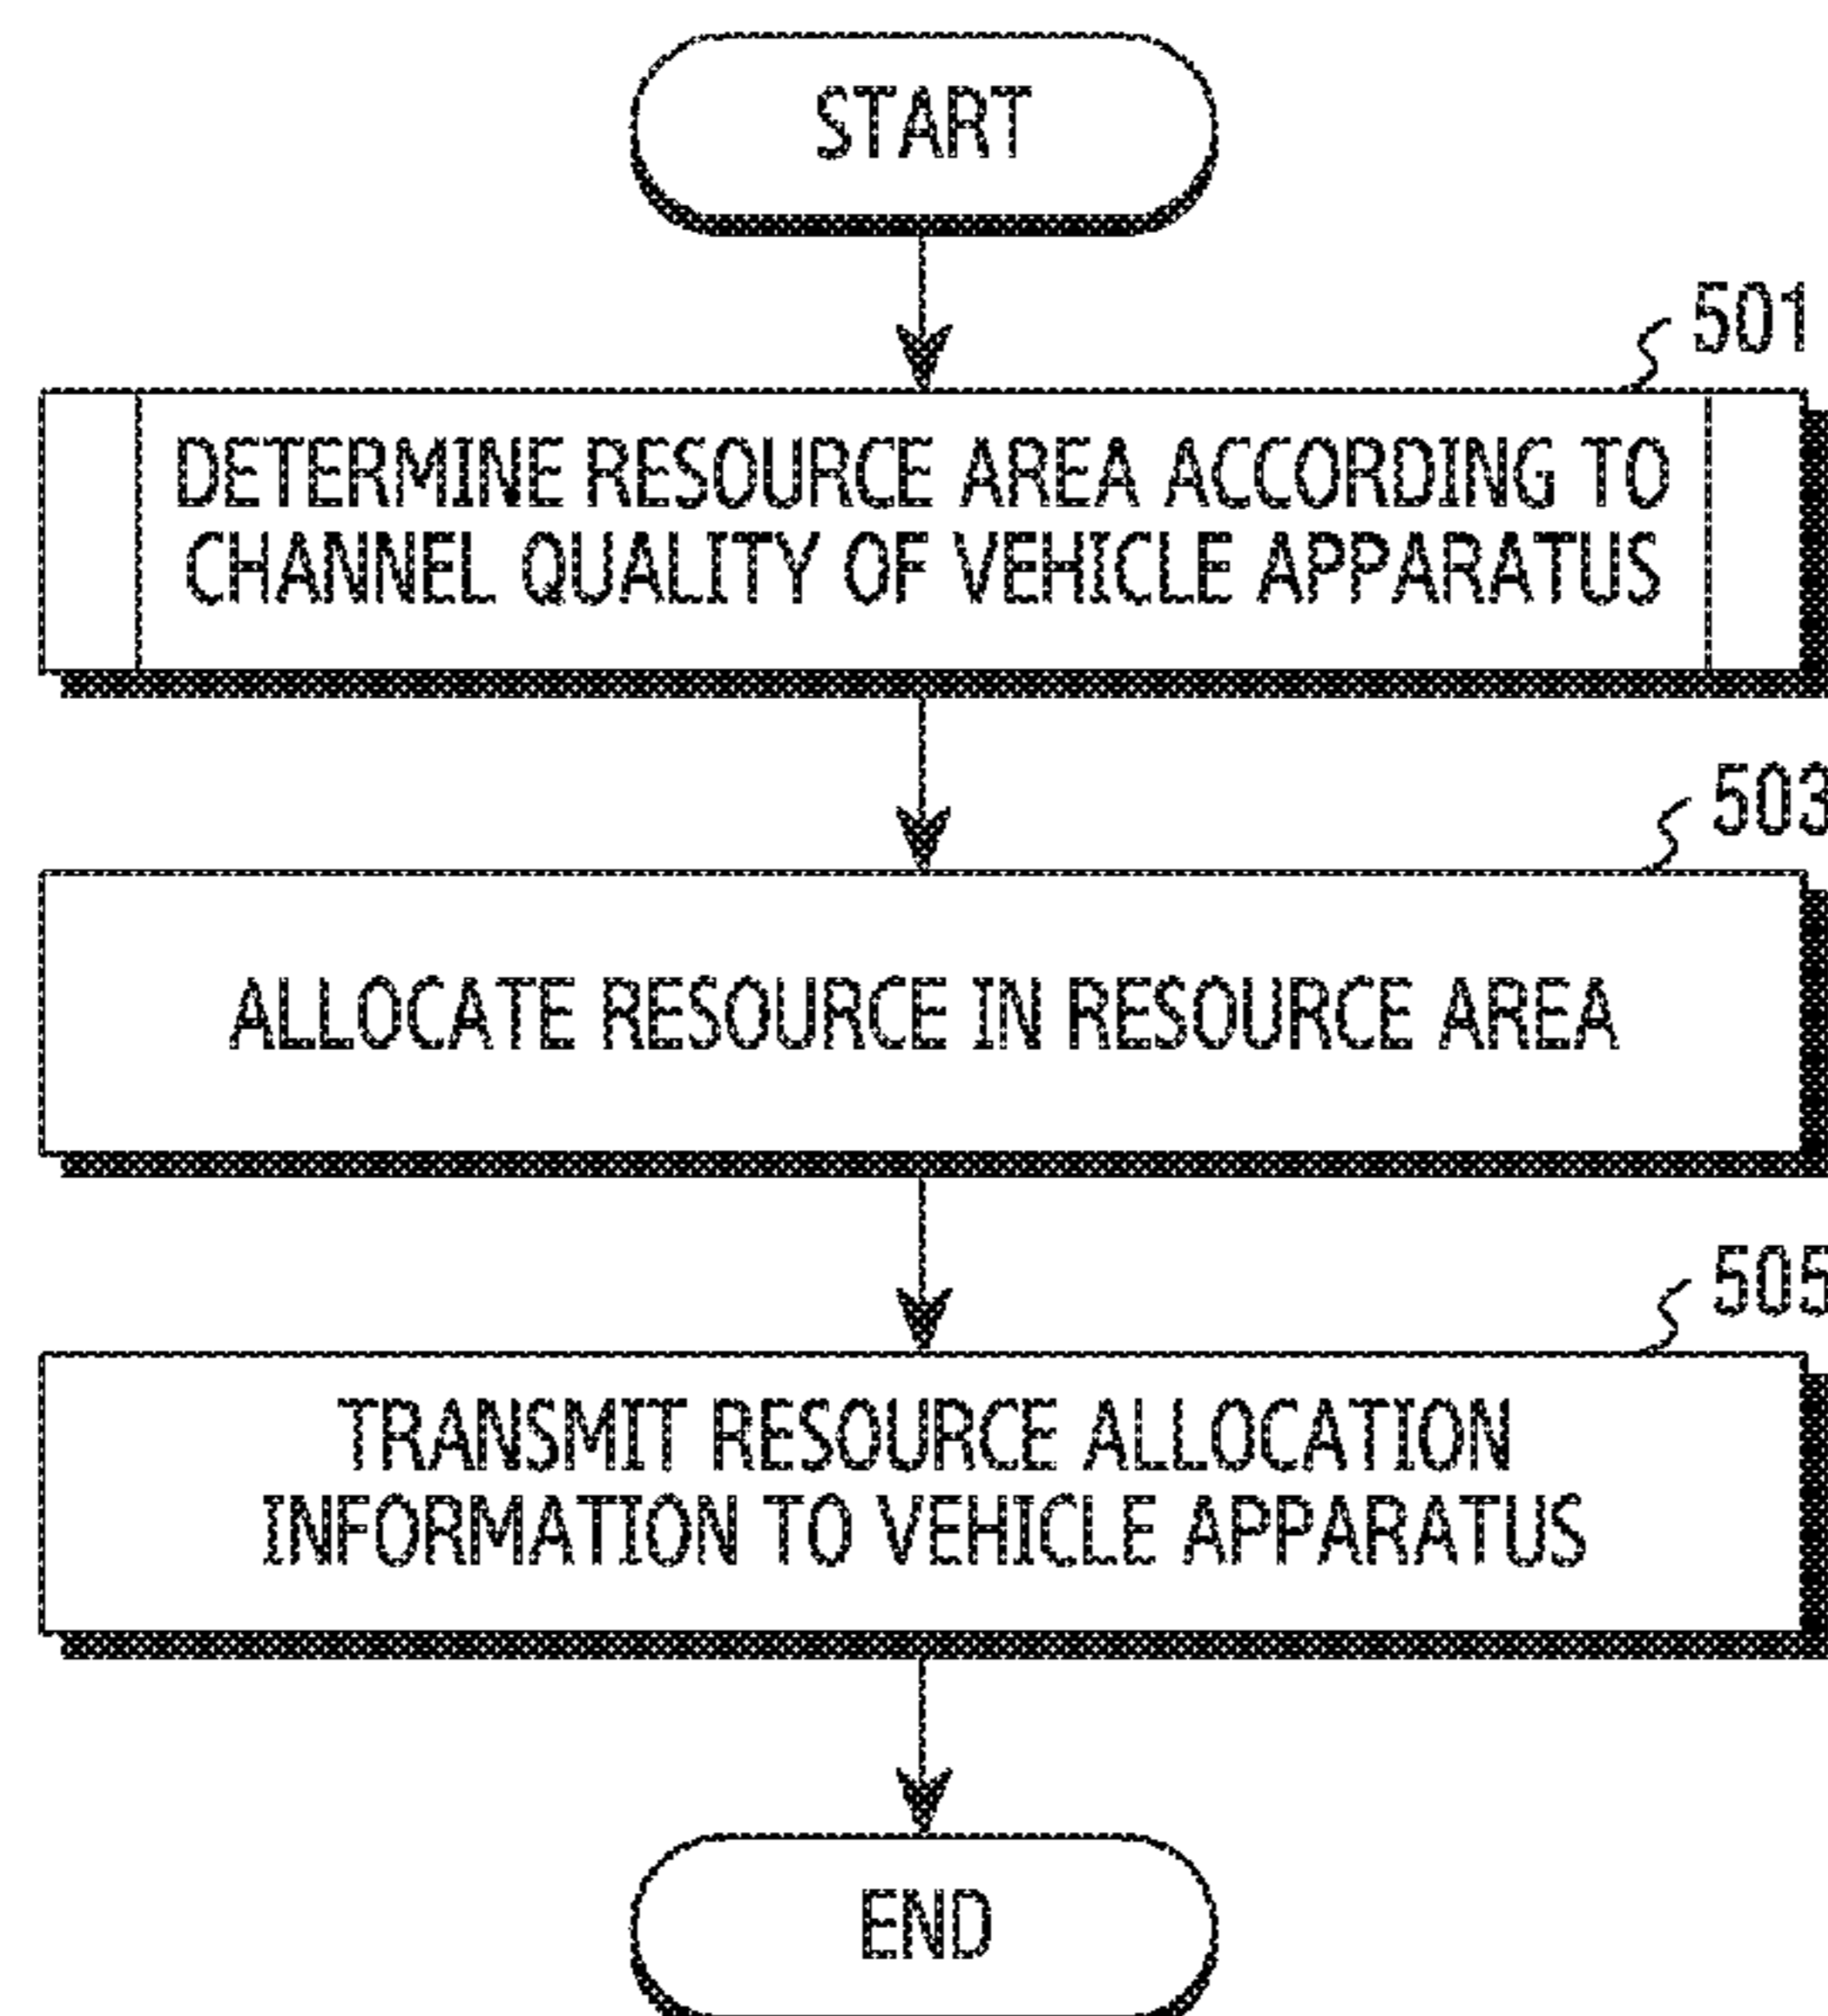 START
501
DETERMINE RESOURCE AREA ACCORDING TO
CHANNEL QUALITY OF VEHICLE APPARATUS
503
ALLOCATE RESOURCE IN RESOURCE AREA
505
TRANSMIT RESOURCE ALLOCATION
INFORMATION TO VEHICLE APPARATUS
END